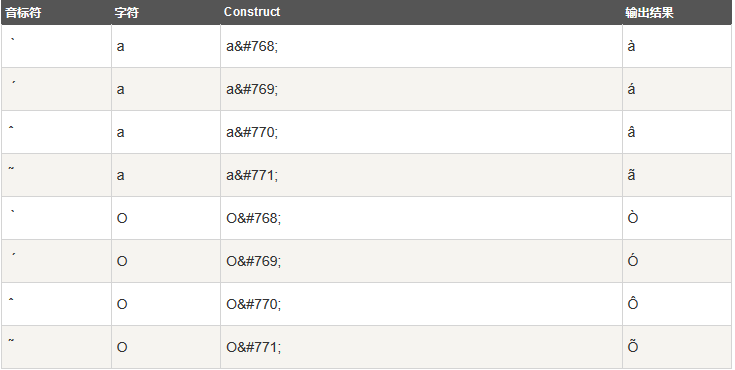 音标符 字符 Construct 输出结果
̀ a a&#768; à
́ a a&#769; á
̂ a a&#770; â
̃ a a&#771; ã
̀ O O&#768; Ò
́ O O&#769; Ó
̂ O O&#770; Ô
̃ O O&#771; Õ